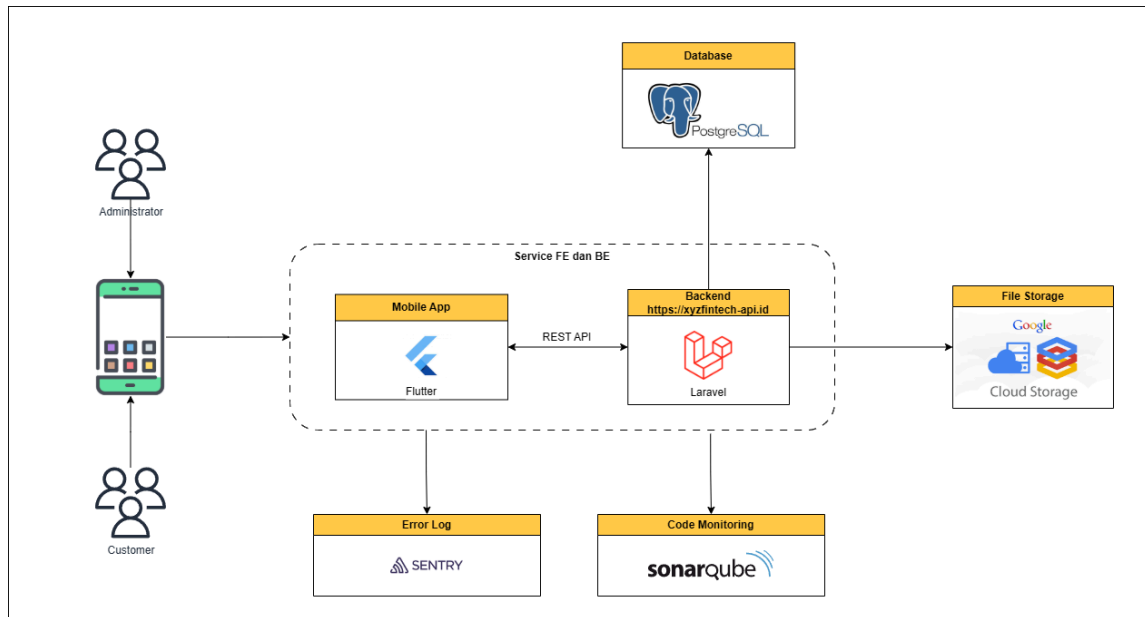 Database
PostgreSQL
Administrator
Service FE dan BE
Mobile App
Flutter
REST API
Backend
https://xyzfintech-api.id
Laravel
File Storage
Google
Cloud Storage
Customer
Error Log
SENTRY
Code Monitoring
sonarqube